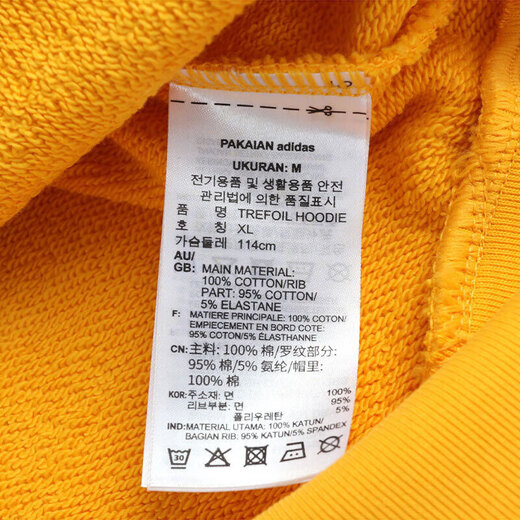 PAKAIAN adidas
UKURAN: M
전기용품 및 생활용품 안전
관리법에 의한 품질표시
품 명 TREFOIL HOODIE
호 칭 XL
가슴둘레 114cm
AU/
GB: MAIN MATERIAL:
100% COTTON/RIB
PART: 95% COTTON/
5% ELASTANE
F: MATIERE PRINCIPALE: 100% COTON/
EMPIECEMENT EN BORD COTE:
95% COTON/5% ÉLASTHANNE
CN: 主料: 100% 棉/罗纹部分:
95% 棉/5% 氨纶/帽里:
100% 棉
KOR: 주소재: 면 100%
리브부분: 면 95%
폴리우레탄 5%
IND: MATERIAL UTAMA: 100% KATUN/
BAGIAN RIB: 95% KATUN/5% SPANDEX
30